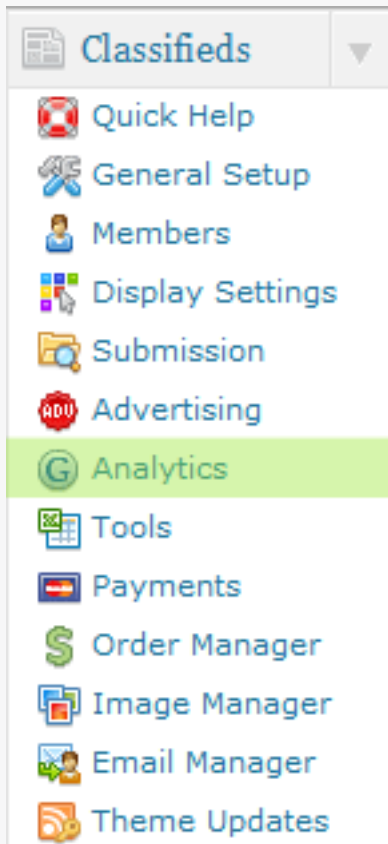 Classifieds
Quick Help
General Setup
Members
Display Settings
Submission
ADV Advertising
G Analytics
Tools
Payments
$ Order Manager
Image Manager
Email Manager
Theme Updates